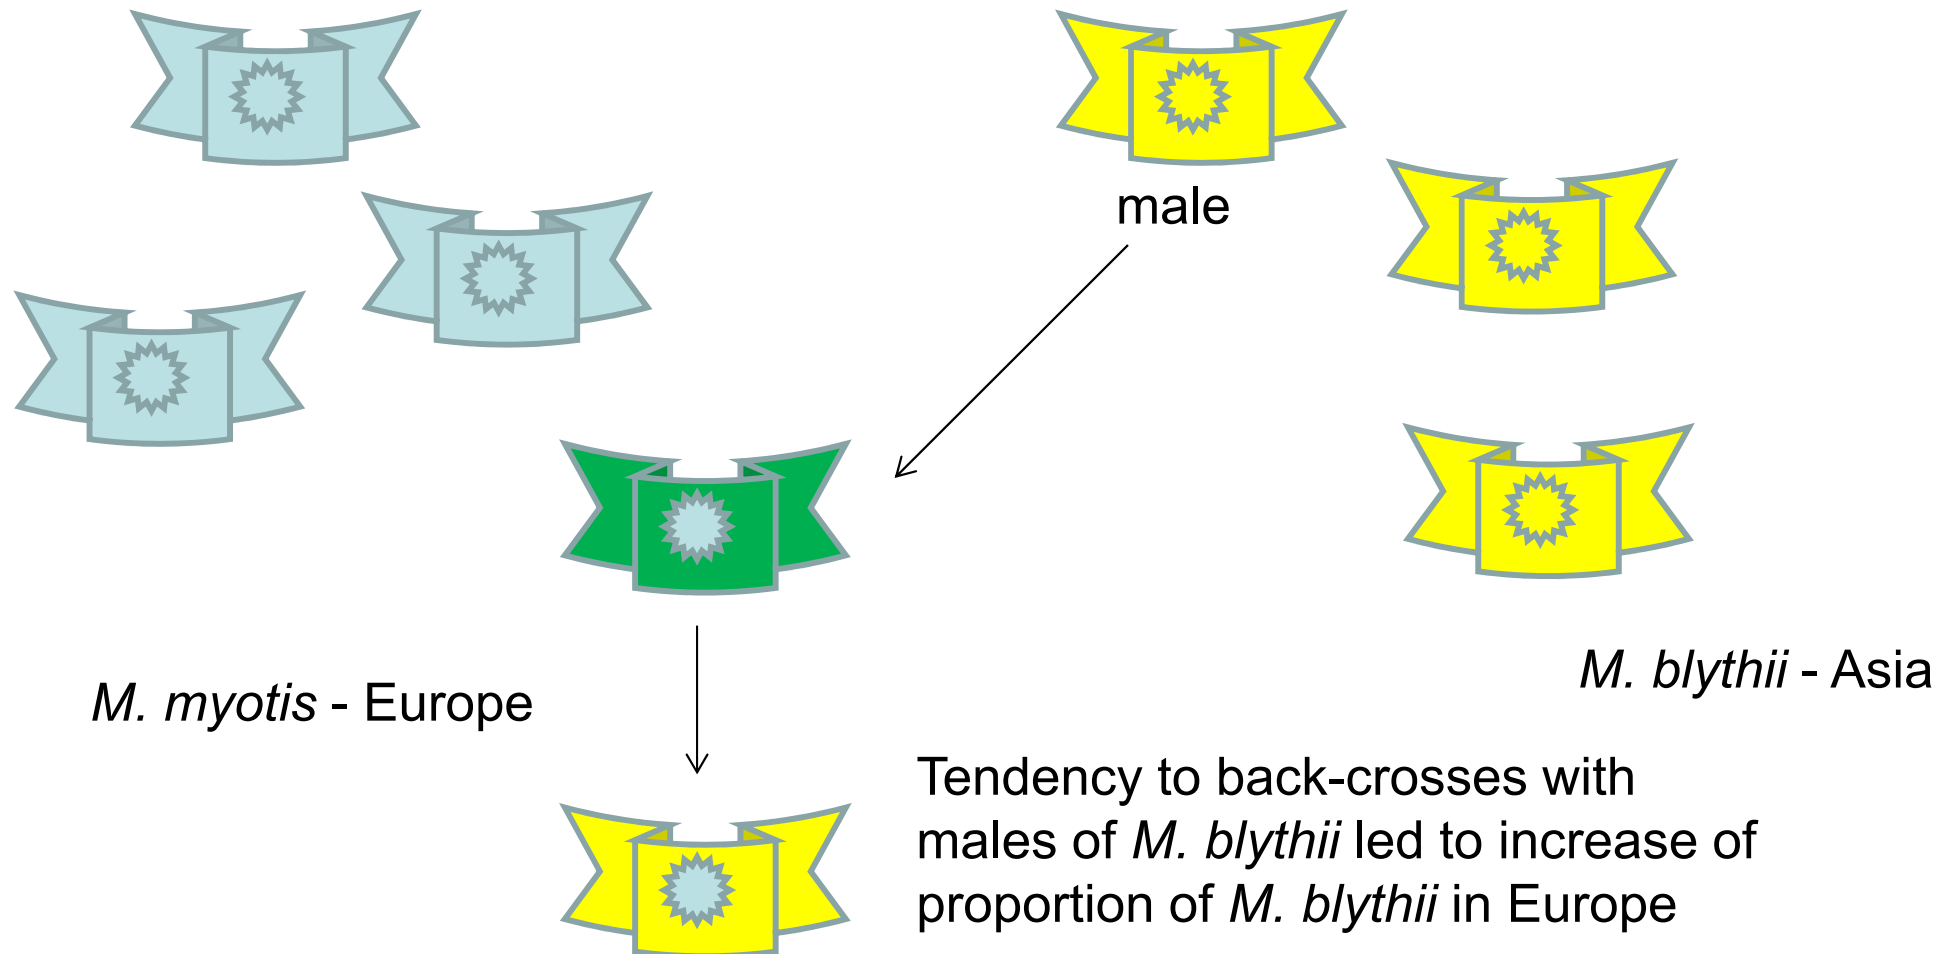 male
M. myotis - Europe
M. blythii - Asia
Tendency to back-crosses with
males of M. blythii led to increase of
proportion of M. blythii in Europe